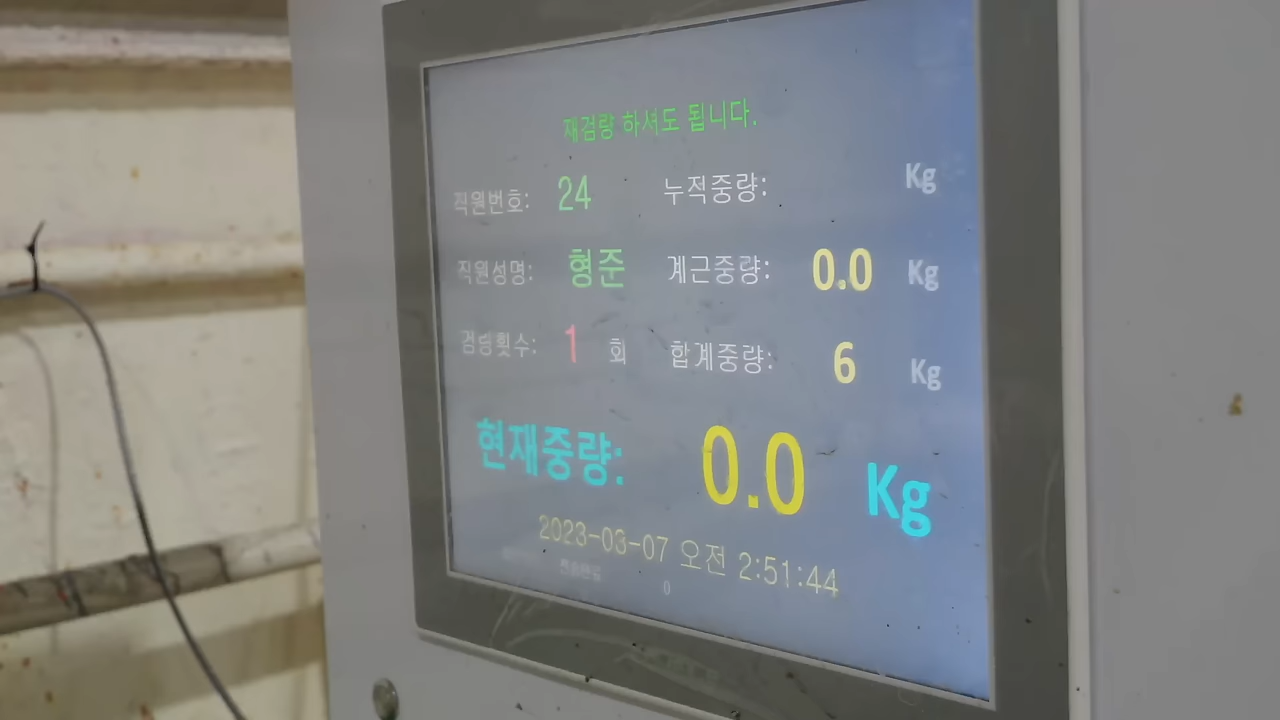 재검량 하셔도 됩니다.
직원번호: 24 누적중량: Kg
직원성명: 형준 계근중량: 0.0 Kg
검량횟수: 1 회 합계중량: 6 Kg
현재중량: 0.0 Kg
2023-03-07 오전 2:51:44
0